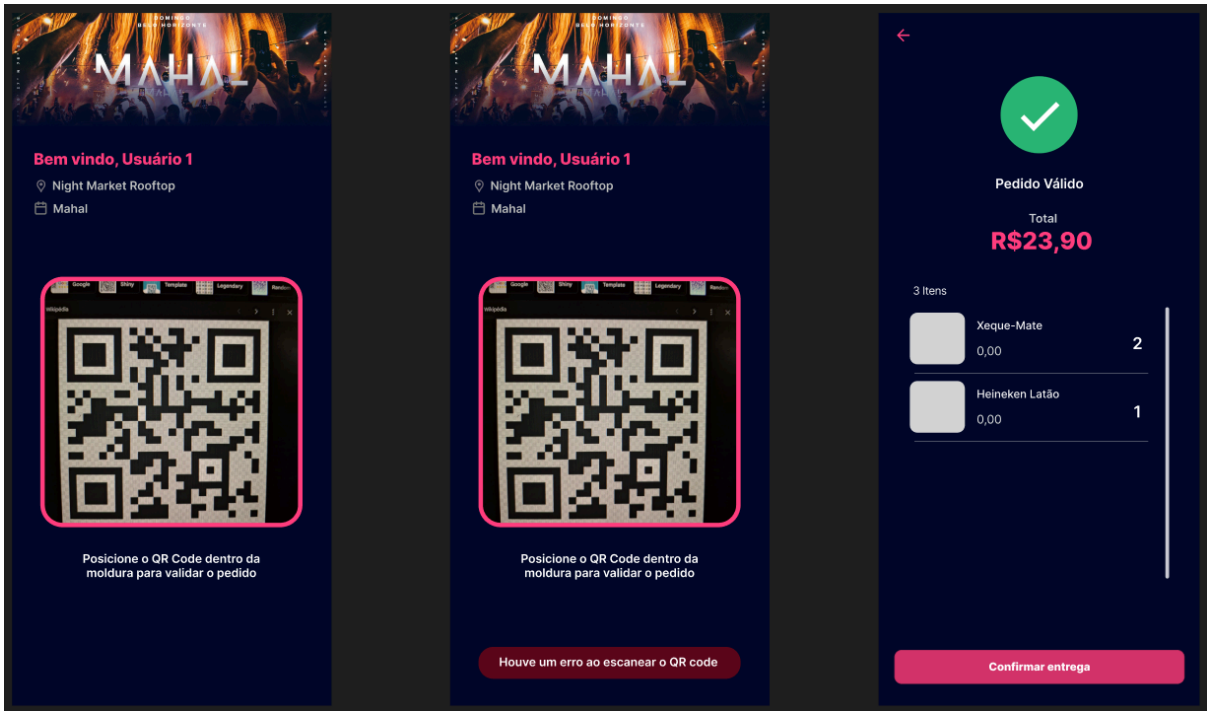 DOMINGO
BELO HORIZONTE
MAHAL
MAHAL
Bem vindo, Usuário 1
Night Market Rooftop
Mahal
Google Shiny Template Legendary Random
Wikipédia
Posicione o QR Code dentro da
moldura para validar o pedido
DOMINGO
BELO HORIZONTE
MAHAL
MAHAL
Bem vindo, Usuário 1
Night Market Rooftop
Mahal
Google Shiny Template Legendary Random
Wikipédia
Posicione o QR Code dentro da
moldura para validar o pedido
Houve um erro ao escanear o QR code
Pedido Válido
Total
R$23,90
3 Itens
Xeque-Mate
0,00
2
Heineken Latão
0,00
1
Confirmar entrega